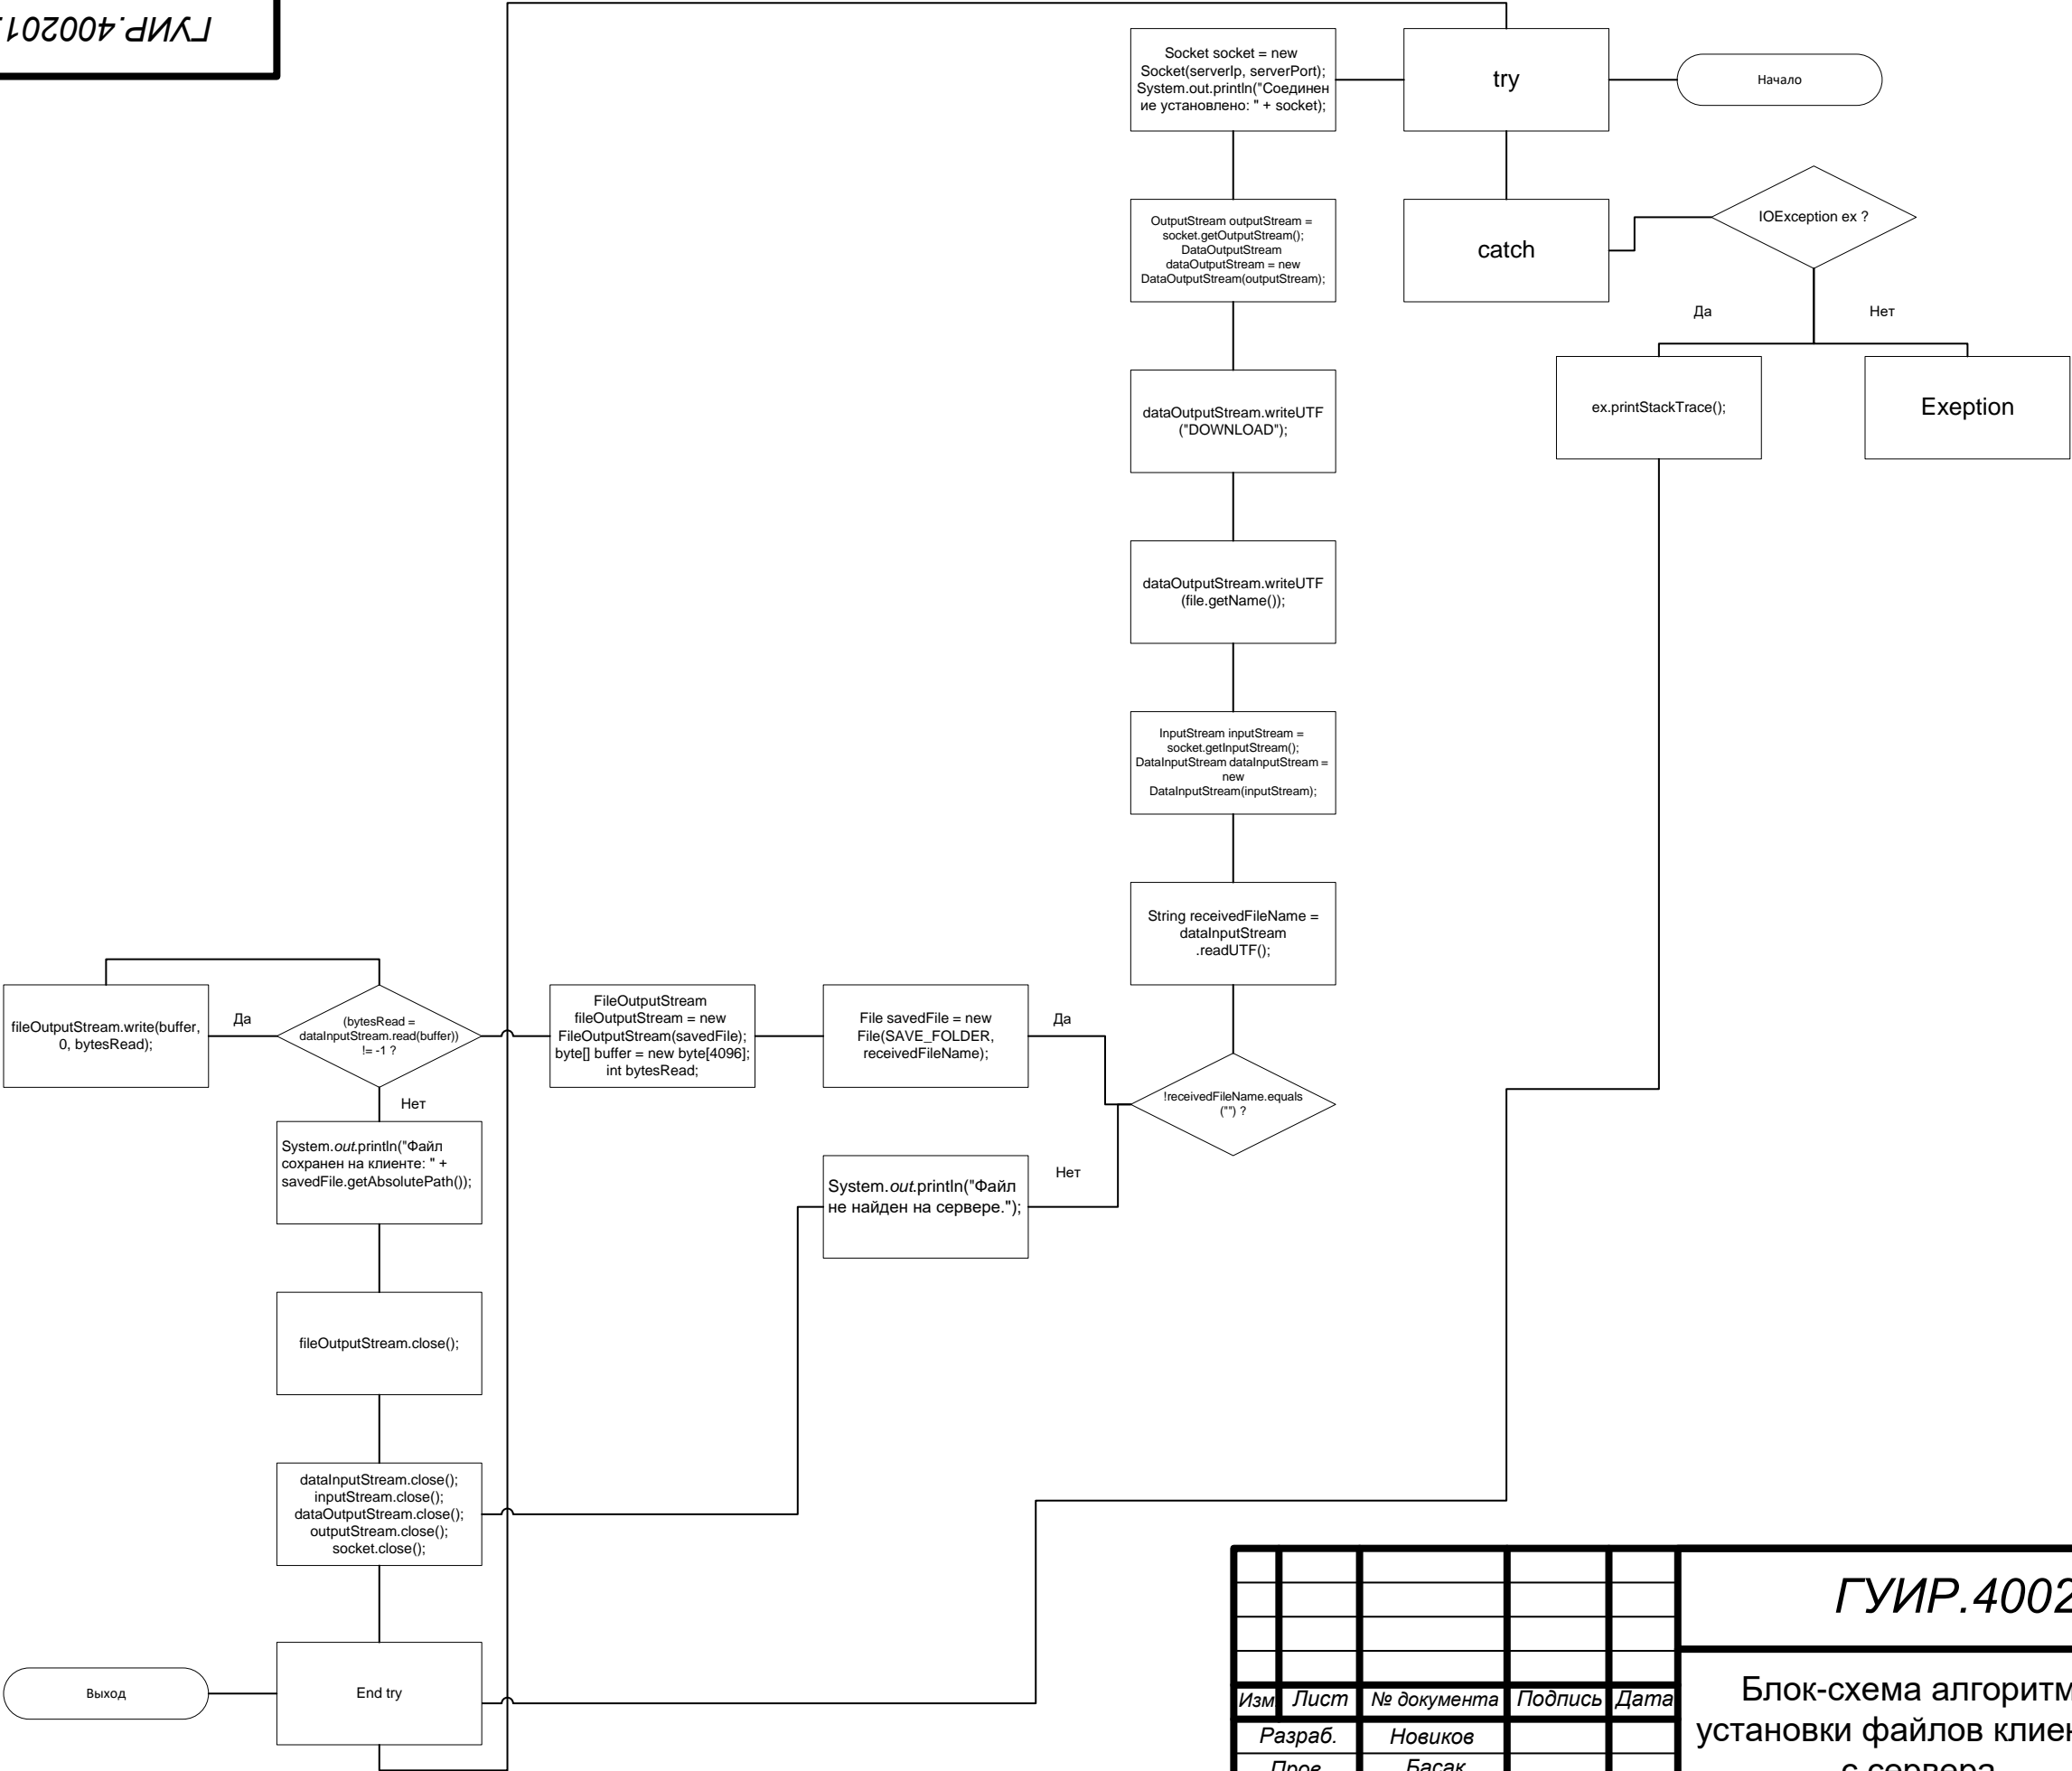 ГУИР.400201.
Socket socket = new
Socket(serverIp, serverPort);
System.out.println("Соединен
ие установлено: " + socket);
try
Начало
OutputStream outputStream =
socket.getOutputStream();
DataOutputStream
dataOutputStream = new
DataOutputStream(outputStream);
catch
IOException ex ?
Да
Нет
dataOutputStream.writeUTF
("DOWNLOAD");
ex.printStackTrace();
Exeption
dataOutputStream.writeUTF
(file.getName());
InputStream inputStream =
socket.getInputStream();
DataInputStream dataInputStream =
new
DataInputStream(inputStream);
String receivedFileName =
dataInputStream
.readUTF();
fileOutputStream.write(buffer,
0, bytesRead);
Да
(bytesRead =
dataInputStream.read(buffer))
!= -1 ?
FileOutputStream
fileOutputStream = new
FileOutputStream(savedFile);
byte[] buffer = new byte[4096];
int bytesRead;
File savedFile = new
File(SAVE_FOLDER,
receivedFileName);
Да
!receivedFileName.equals
("") ?
Нет
System.out.println("Файл
сохранен на клиенте: " +
savedFile.getAbsolutePath());
System.out.println("Файл
не найден на сервере.");
Нет
fileOutputStream.close();
dataInputStream.close();
inputStream.close();
dataOutputStream.close();
outputStream.close();
socket.close();
Выход
End try
ГУИР.4002
Изм Лист № документа Подпись Дата
Разраб. Новиков
Пров. Басак
Блок-схема алгоритм
установки файлов клиен
с сервера